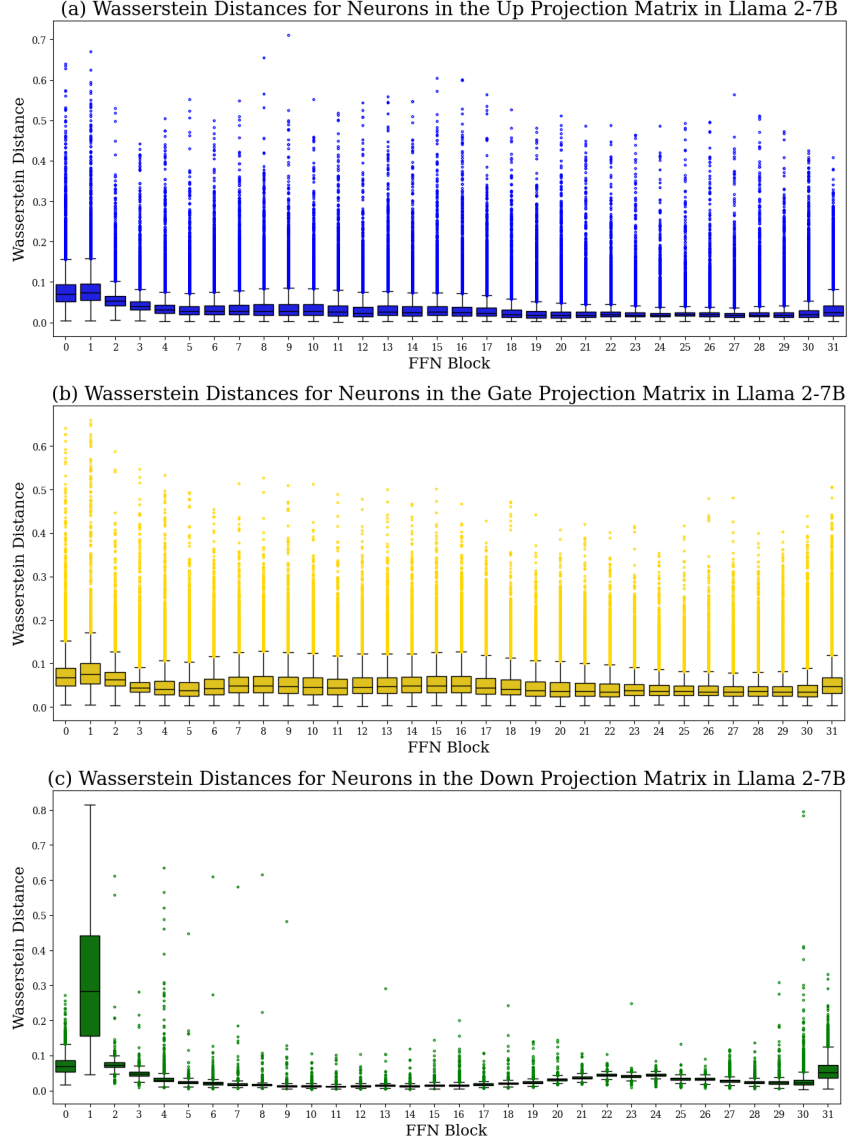 (a) Wasserstein Distances for Neurons in the Up Projection Matrix in Llama 2-7B
0.7
0.6
0.5
0.4
0.3
0.2
0.1
0.0
Wasserstein Distance
0 1 2 3 4 5 6 7 8 9 10 11 12 13 14 15 16 17 18 19 20 21 22 23 24 25 26 27 28 29 30 31
FFN Block
(b) Wasserstein Distances for Neurons in the Gate Projection Matrix in Llama 2-7B
0.6
0.5
0.4
0.3
0.2
0.1
0.0
Wasserstein Distance
0 1 2 3 4 5 6 7 8 9 10 11 12 13 14 15 16 17 18 19 20 21 22 23 24 25 26 27 28 29 30 31
FFN Block
(c) Wasserstein Distances for Neurons in the Down Projection Matrix in Llama 2-7B
0.8
0.7
0.6
0.5
0.4
0.3
0.2
0.1
0.0
Wasserstein Distance
0 1 2 3 4 5 6 7 8 9 10 11 12 13 14 15 16 17 18 19 20 21 22 23 24 25 26 27 28 29 30 31
FFN Block